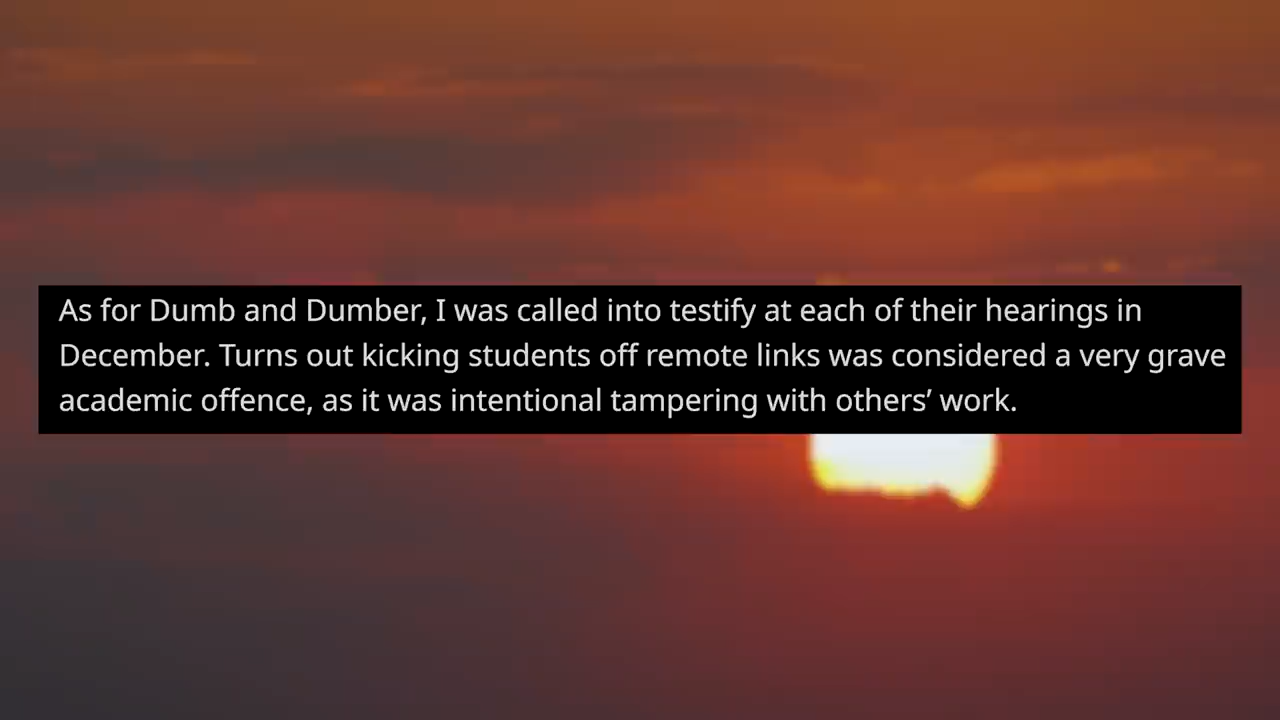 As for Dumb and Dumber, I was called into testify at each of their hearings in
December. Turns out kicking students off remote links was considered a very grave
academic offence, as it was intentional tampering with others’ work.